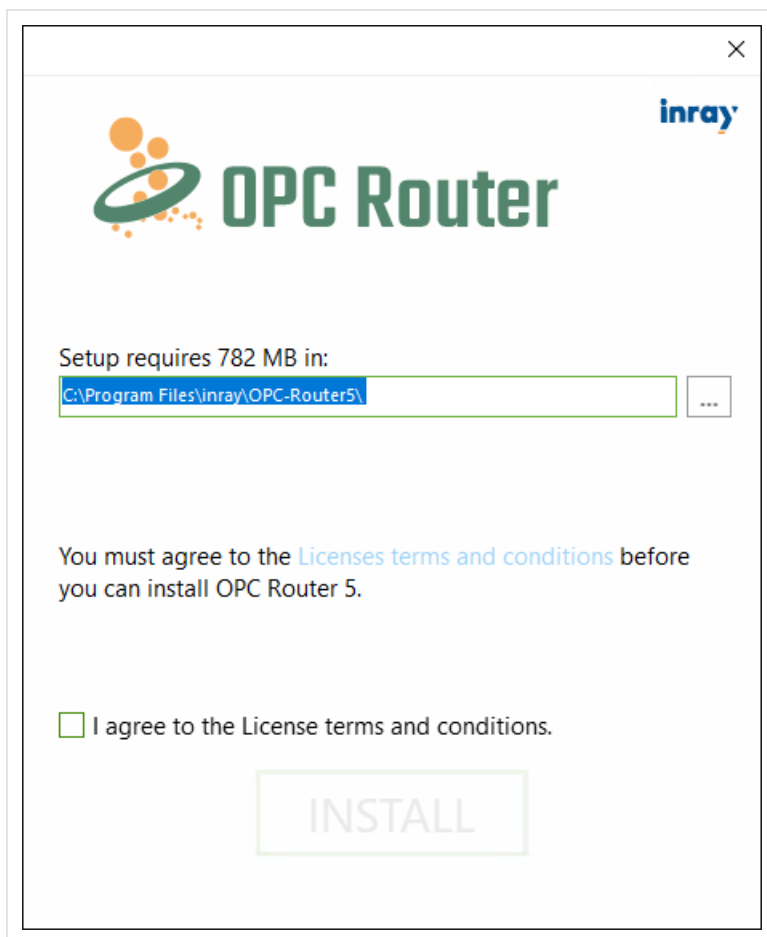 inray
OPC Router
Setup requires 782 MB in:
C:\Program Files\inray\OPC-Router5\
...
You must agree to the Licenses terms and conditions before
you can install OPC Router 5.
I agree to the License terms and conditions.
INSTALL